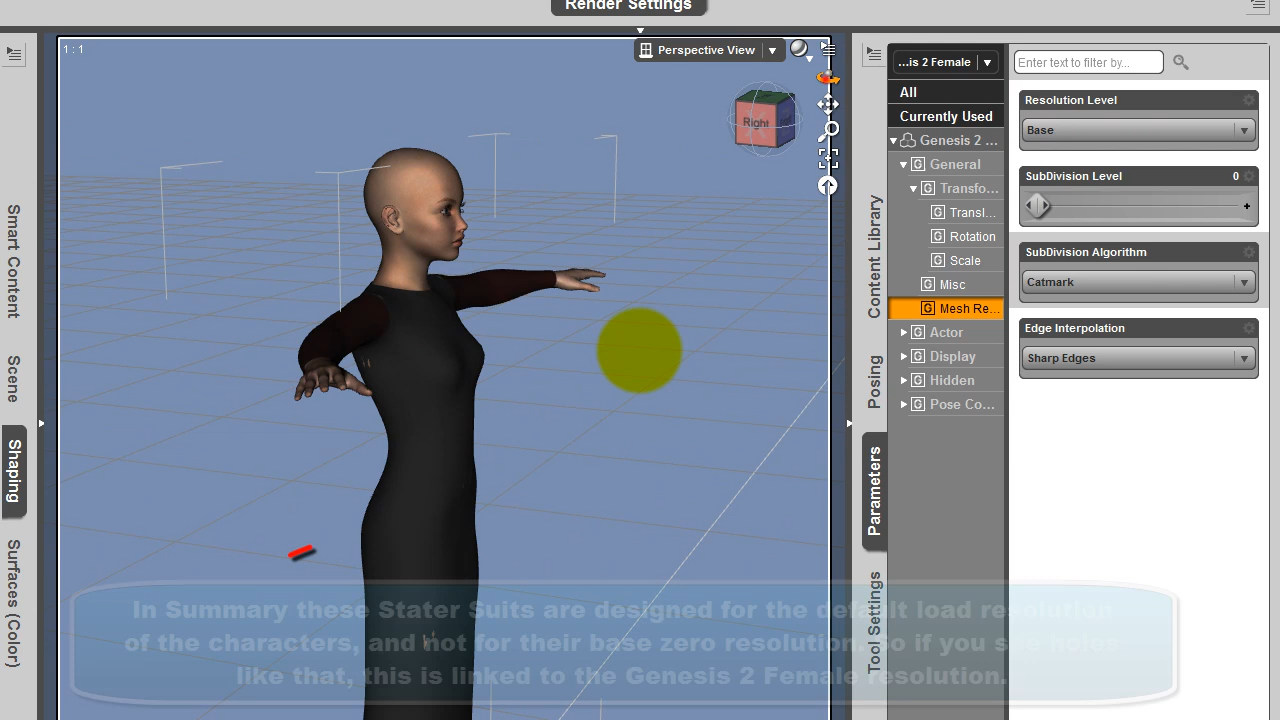 Render Settings
1 : 1
Perspective View
Right
Smart Content
Scene
Shaping
Surfaces (Color)
Content Library
Posing
Parameters
Tool Settings
...is 2 Female
All
Currently Used
Genesis 2 ...
G General
G Transfo...
G Transl...
G Rotation
G Scale
G Misc
G Mesh Re...
G Actor
G Display
G Hidden
G Pose Co...
Enter text to filter by...
Resolution Level
Base
SubDivision Level 0
+
SubDivision Algorithm
Catmark
Edge Interpolation
Sharp Edges
In Summary these Stater Suits are designed for the default load resolution
of the characters, and not for their base zero resolution. So if you see holes
like that, this is linked to the Genesis 2 Female resolution.